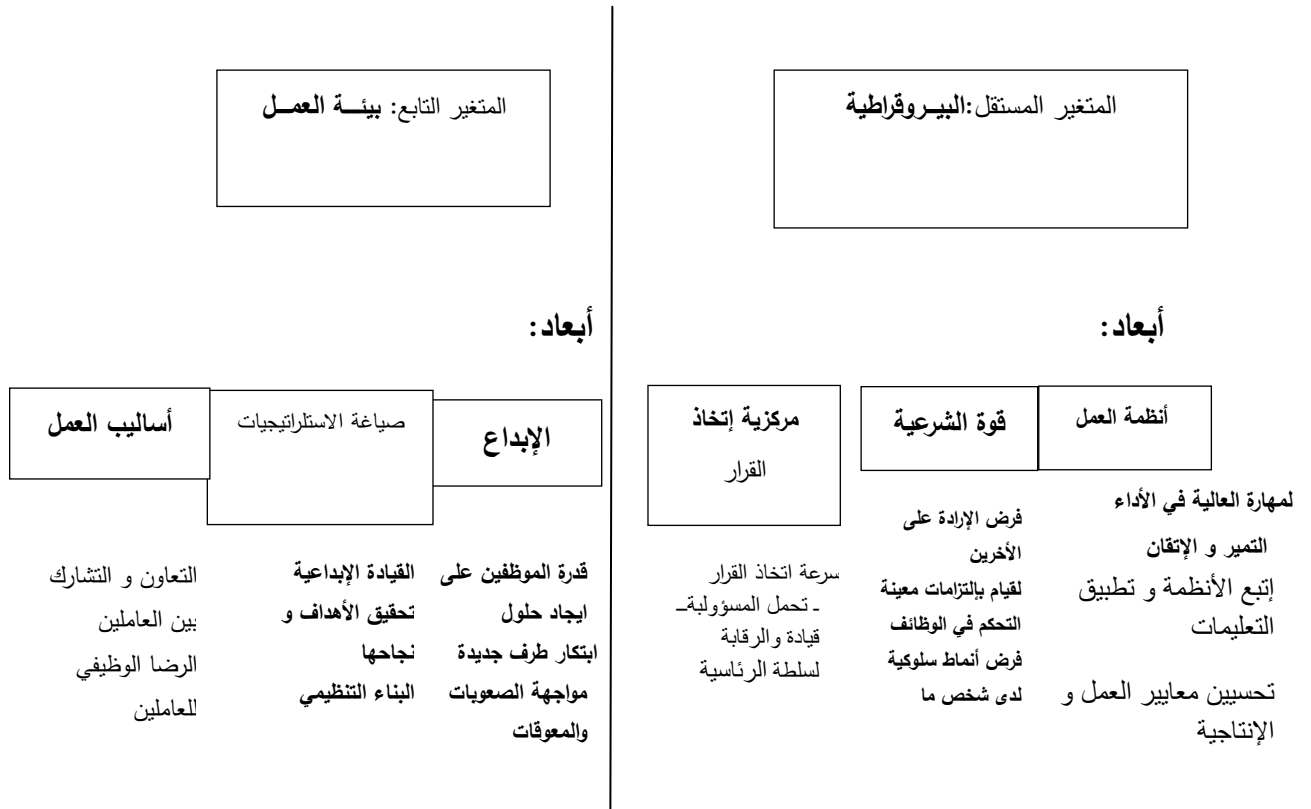 المتغير المستقل:البيــروقراطية
أبعاد:
أنظمة العمل
لمهارة العالية في الأداء
التمير و الإتقان
إتبع الأنظمة و تطبيق
التعليمات
تحسيين معايير العمل و
الإنتاجية
قوة الشرعية
فرض الإرادة على
الأخرين
لقيام بإلتزامات معينة
التحكم في الوظائف
فرض أنماط سلوكية
لدى شخص ما
مركزية إتخاذ
القرار
سرعة اتخاذ القرار
ـ تحمل المسؤوليةــ
قيادة والرقابة
لسلطة الرئاسية
المتغير التابع: بيئــة العمــل
أبعاد:
الإبداع
قدرة الموظفين على
ايجاد حلول
ابتكار طرف جديدة
مواجهة الصعوبات
والمعوقات
صياغة الاستلراتيجيات
القيادة الإبداعية
تحقيق الأهداف و
نجاحها
البناء التنظيمي
أساليب العمل
التعاون و التشارك
بين العاملين
الرضا الوظيفي
للعاملين